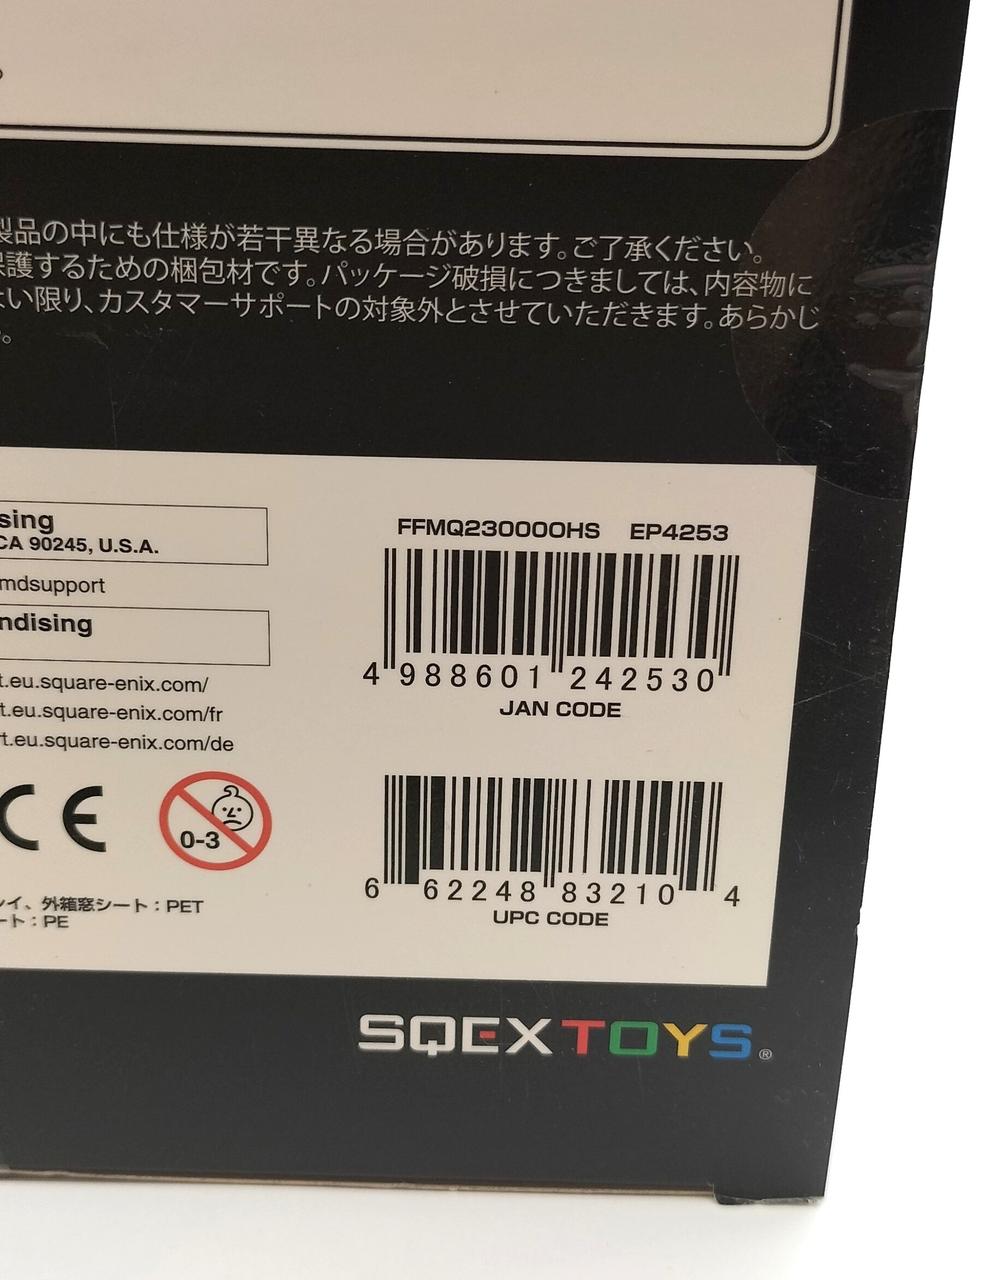 。
製品の中にも仕様が若干異なる場合があります。ご了承ください。
保護するための梱包材です。パッケージ破損につきましては、内容物に
ない限り、カスタマーサポートの対象外とさせていただきます。あらかじ
。
sing
CA 90245, U.S.A.
mdsupport
ndising
t.eu.square-enix.com/
t.eu.square-enix.com/fr
rt.eu.square-enix.com/de
CE
0-3
レイ、外箱窓シート：PET
ート：PE
FFMQ230000HS EP4253
4 988601 242530
JAN CODE
6 62248 83210 4
UPC CODE
SQEX TOYS®